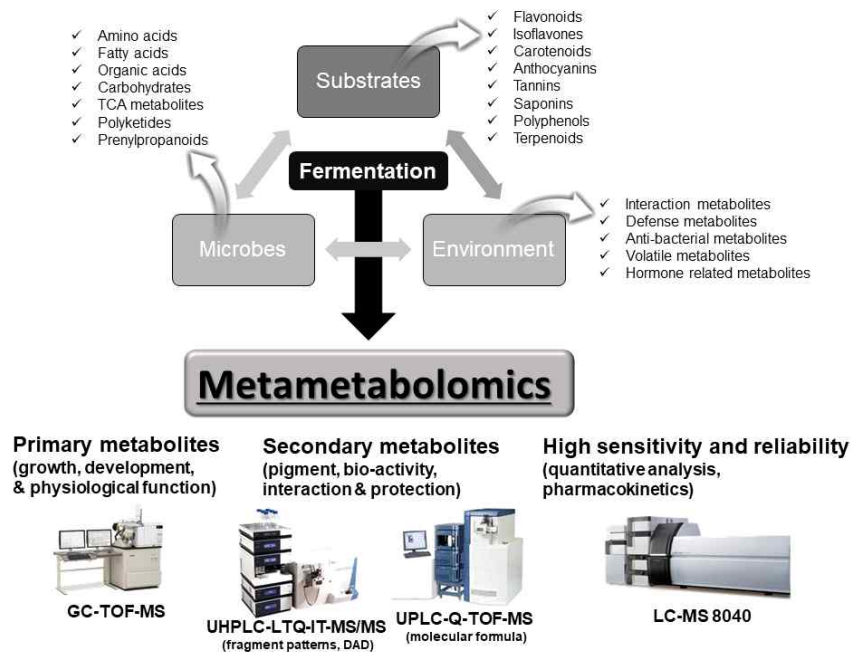 Amino acids
Fatty acids
Organic acids
Carbohydrates
TCA metabolites
Polyketides
Prenylpropanoids
Substrates
Flavonoids
Isoflavones
Carotenoids
Anthocyanins
Tannins
Saponins
Polyphenols
Terpenoids
Fermentation
Microbes
Environment
Interaction metabolites
Defense metabolites
Anti-bacterial metabolites
Volatile metabolites
Hormone related metabolites
Metametabolomics
Primary metabolites
(growth, development,
& physiological function)
Secondary metabolites
(pigment, bio-activity,
interaction & protection)
High sensitivity and reliability
(quantitative analysis,
pharmacokinetics)
GC-TOF-MS
UHPLC-LTQ-IT-MS/MS
(fragment patterns, DAD)
UPLC-Q-TOF-MS
(molecular formula)
LC-MS 8040